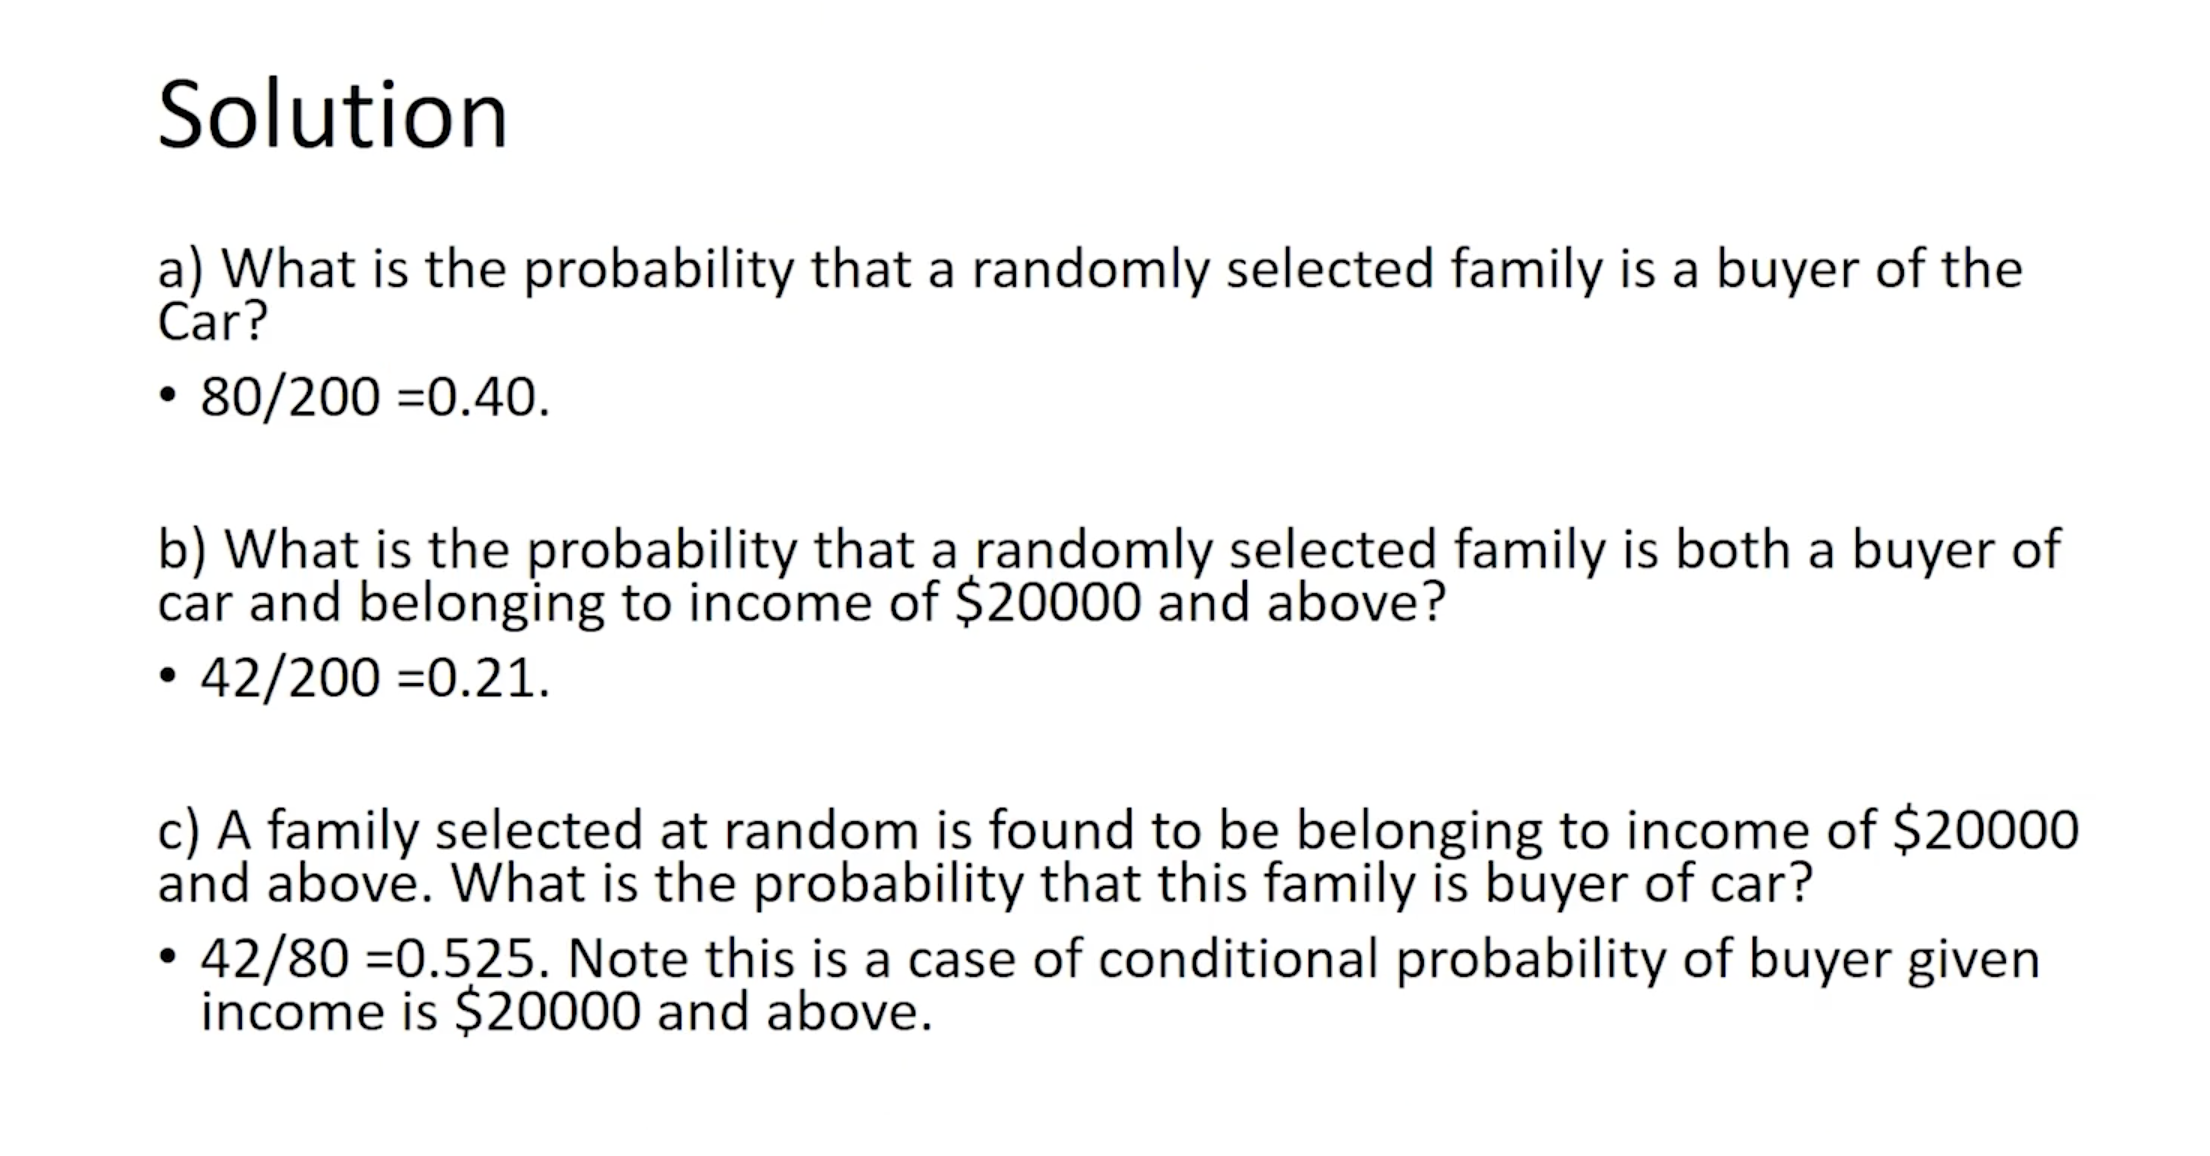 Solution
a) What is the probability that a randomly selected family is a buyer of the
Car?
• 80/200 =0.40.
b) What is the probability that a randomly selected family is both a buyer of
car and belonging to income of $20000 and above?
• 42/200 =0.21.
c) A family selected at random is found to be belonging to income of $20000
and above. What is the probability that this family is buyer of car?
• 42/80 =0.525. Note this is a case of conditional probability of buyer given
income is $20000 and above.